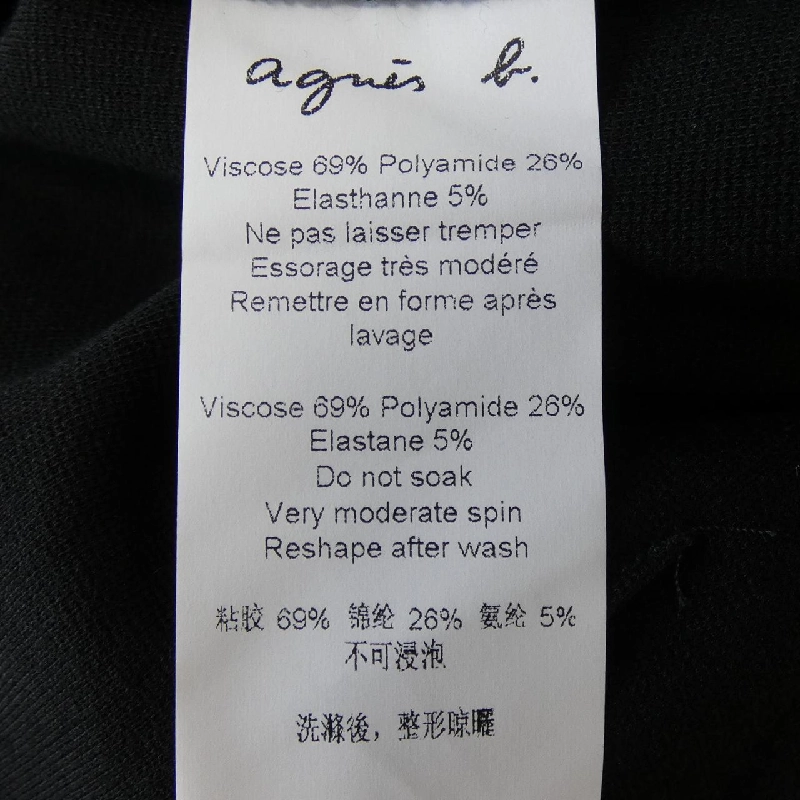 agnès b.
Viscose 69% Polyamide 26%
Elasthanne 5%
Ne pas laisser tremper
Essorage très modéré
Remettre en forme après
lavage
Viscose 69% Polyamide 26%
Elastane 5%
Do not soak
Very moderate spin
Reshape after wash
粘胶 69% 锦纶 26% 氨纶 5%
不可浸泡
洗滌後，整形晾曬